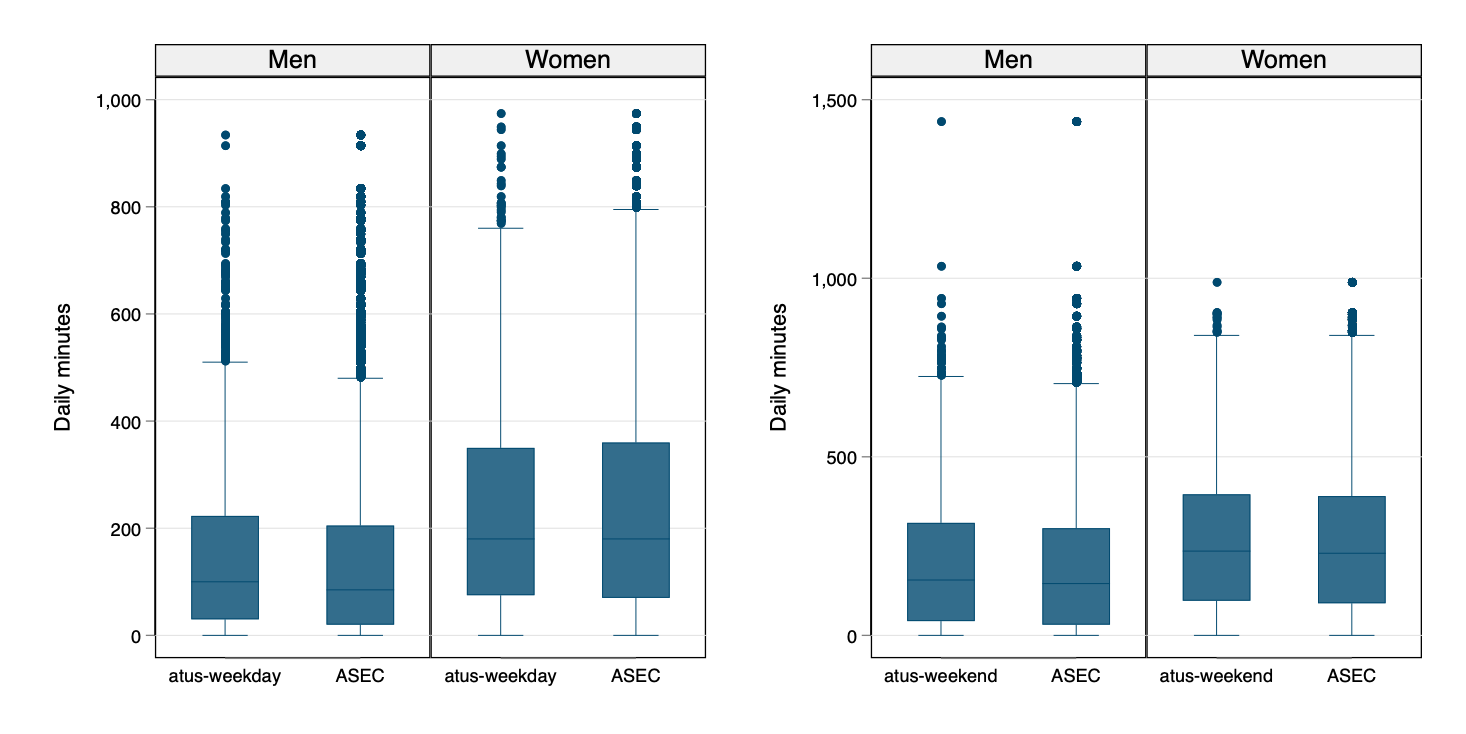 Men
Women
Daily minutes
1,000
800
600
400
200
0
atus-weekday
ASEC
atus-weekday
ASEC
Men
Women
Daily minutes
1,500
1,000
500
0
atus-weekend
ASEC
atus-weekend
ASEC